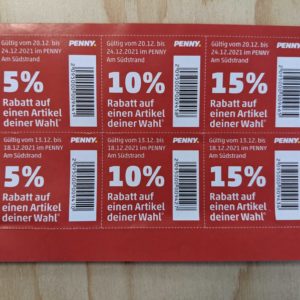 Gültig vom 20.12. bis
24.12.2021 im PENNY
Am Südstrand
PENNY.
5%
Rabatt auf
einen Artikel
deiner Wahl*
Gültig vom 20.12. bis
24.12.2021 im PENNY
Am Südstrand
PENNY.
10%
Rabatt auf
einen Artikel
deiner Wahl*
Gültig vom 20.12. bis
24.12.2021 im PENNY
Am Südstrand
PENNY.
15%
Rabatt auf
einen Artikel
deiner Wahl*
Gültig vom 13.12. bis
18.12.2021 im PENNY
Am Südstrand
PENNY.
5%
Rabatt auf
einen Artikel
deiner Wahl*
Gültig vom 13.12. bis
18.12.2021 im PENNY
Am Südstrand
PENNY.
10%
Rabatt auf
einen Artikel
deiner Wahl*
Gültig vom 13.12. bis
18.12.2021 im PENNY
Am Südstrand
PENNY.
15%
Rabatt auf
einen Artikel
deiner Wahl*